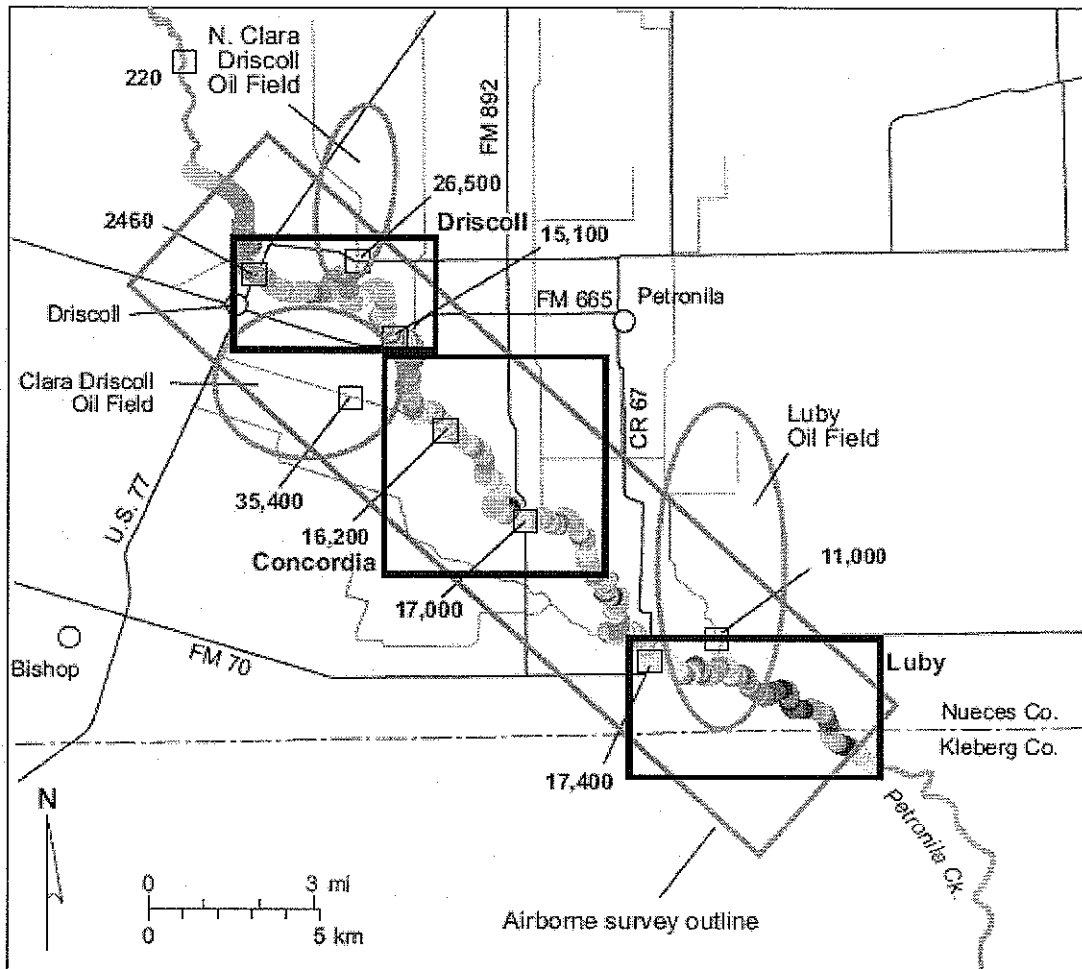 N. Clara
Driscoll
Oil Field
220
FM 892
26,500
2460
Driscoll
15,100
FM 665
Petronila
Driscoll
Clara Driscoll
Oil Field
Luby
Oil Field
CR 67
U.S. 77
35,400
16,200
Concordia
17,000
11,000
Bishop
FM 70
Luby
Nueces Co.
Kleberg Co.
17,400
N
Petronila Ck.
0 3 mi
0 5 km
Airborne survey outline